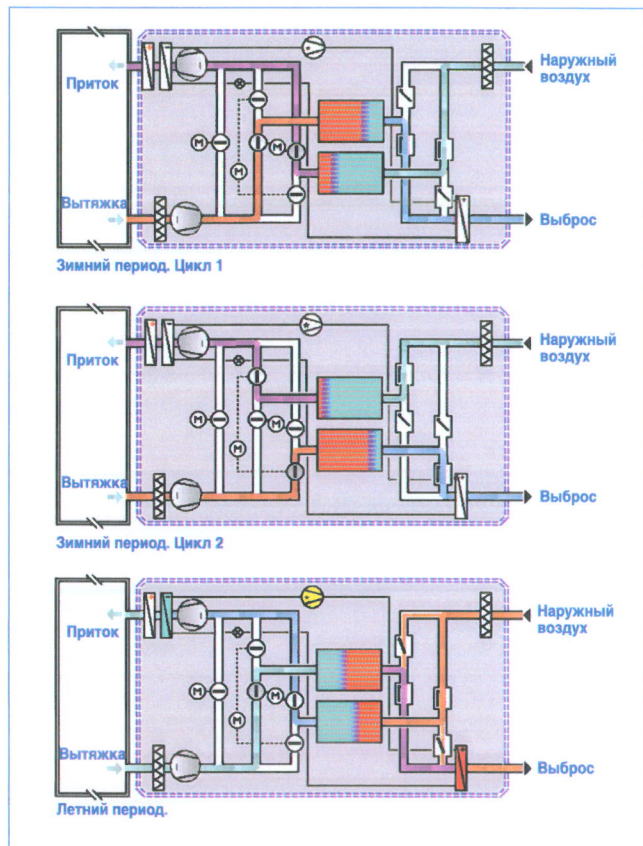 Приток
Наружный
воздух
M
M
M
Вытяжка
Выброс
Зимний период. Цикл 1
Приток
Наружный
воздух
M
M
M
Вытяжка
Выброс
Зимний период. Цикл 2
Приток
Наружный
воздух
M
M
M
Вытяжка
Выброс
Летний период.